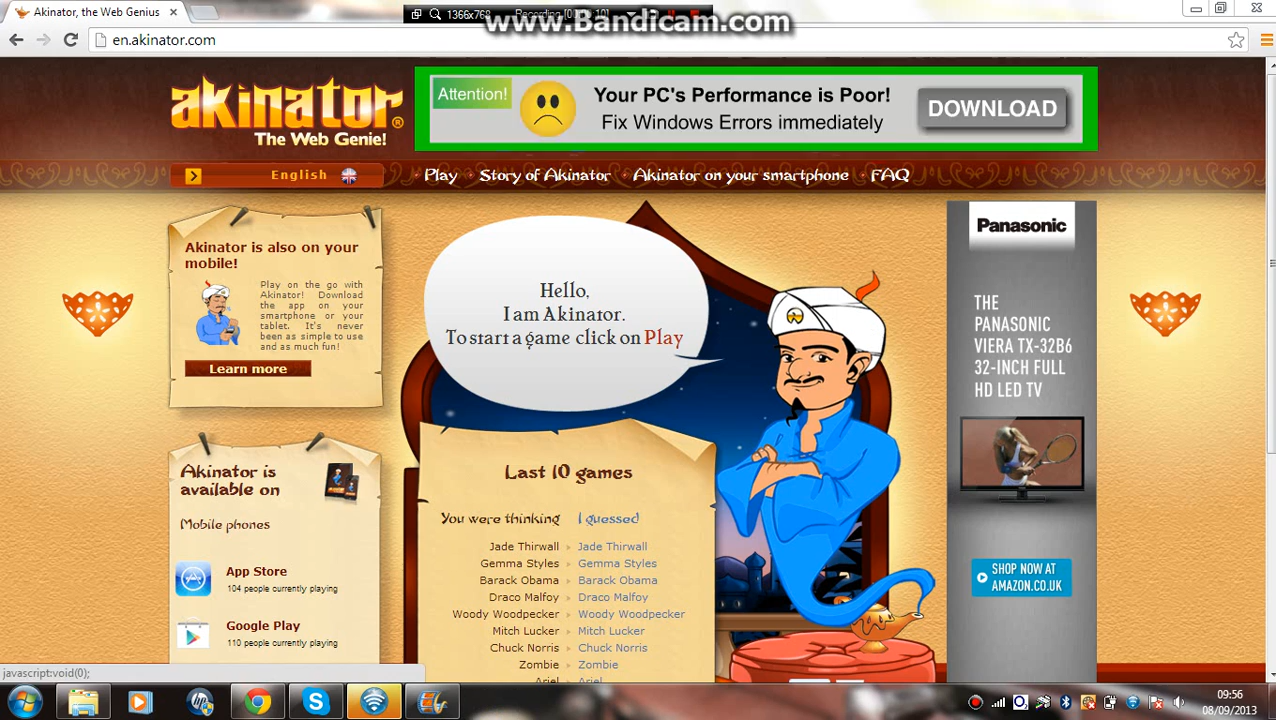 Akinator, the Web Genius
1366x768
Recording
www.Bandicam.com
en.akinator.com
akinator®
The Web Genie!
Attention!
Your PC's Performance is Poor!
Fix Windows Errors immediately
DOWNLOAD
English
Play
Story of Akinator
Akinator on your smartphone
FAQ
Akinator is also on your
mobile!
Play on the go with
Akinator! Download
the app on your
smartphone or your
tablet. It's never
been as simple to use
and as much fun!
Learn more
Hello,
I am Akinator.
To start a game click on Play
Panasonic
THE
PANASONIC
VIERA TX-32B6
32-INCH FULL
HD LED TV
SHOP NOW AT
AMAZON.CO.UK
Akinator is
available on
Mobile phones
App Store
104 people currently playing
Google Play
110 people currently playing
Last 10 games
You were thinking I guessed
Jade Thirwall Jade Thirwall
Gemma Styles Gemma Styles
Barack Obama Barack Obama
Draco Malfoy Draco Malfoy
Woody Woodpecker Woody Woodpecker
Mitch Lucker Mitch Lucker
Chuck Norris Chuck Norris
Zombie Zombie
Ariel Ariel
javascript:void(0);
09:56
08/09/2013